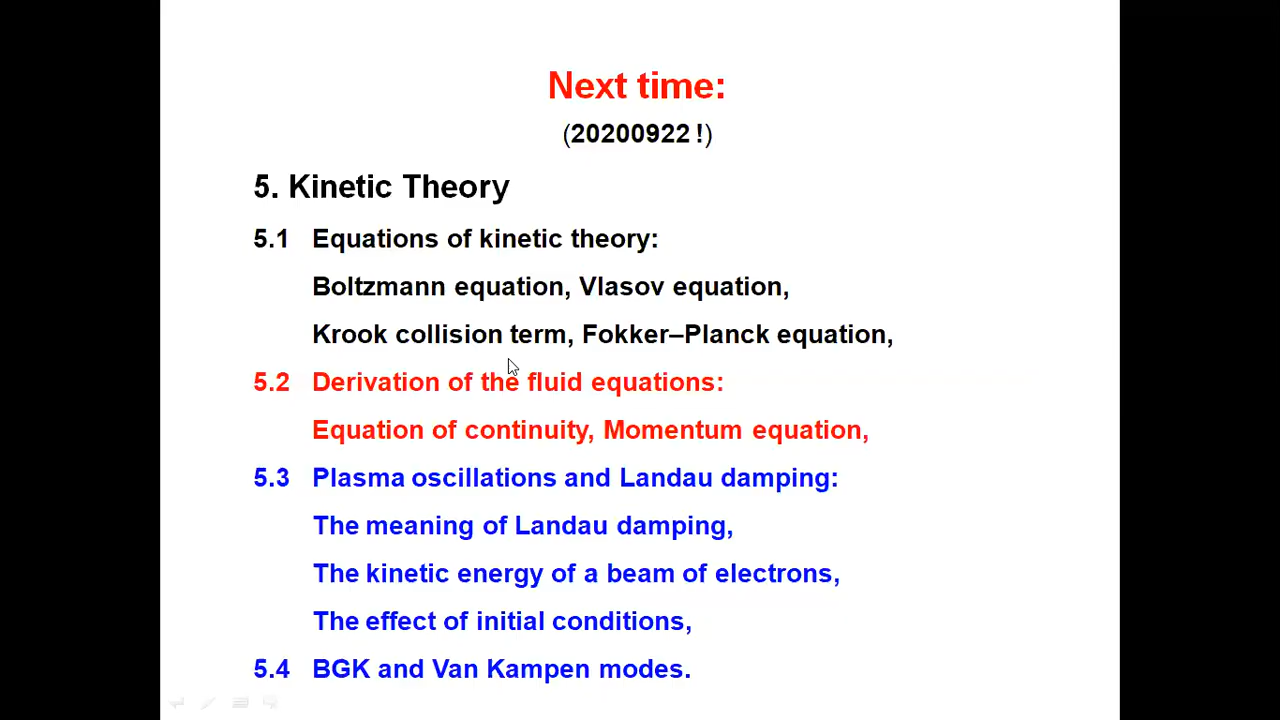 Next time:
(20200922 !)
5. Kinetic Theory
5.1 Equations of kinetic theory:
Boltzmann equation, Vlasov equation,
Krook collision term, Fokker–Planck equation,
5.2 Derivation of the fluid equations:
Equation of continuity, Momentum equation,
5.3 Plasma oscillations and Landau damping:
The meaning of Landau damping,
The kinetic energy of a beam of electrons,
The effect of initial conditions,
5.4 BGK and Van Kampen modes.